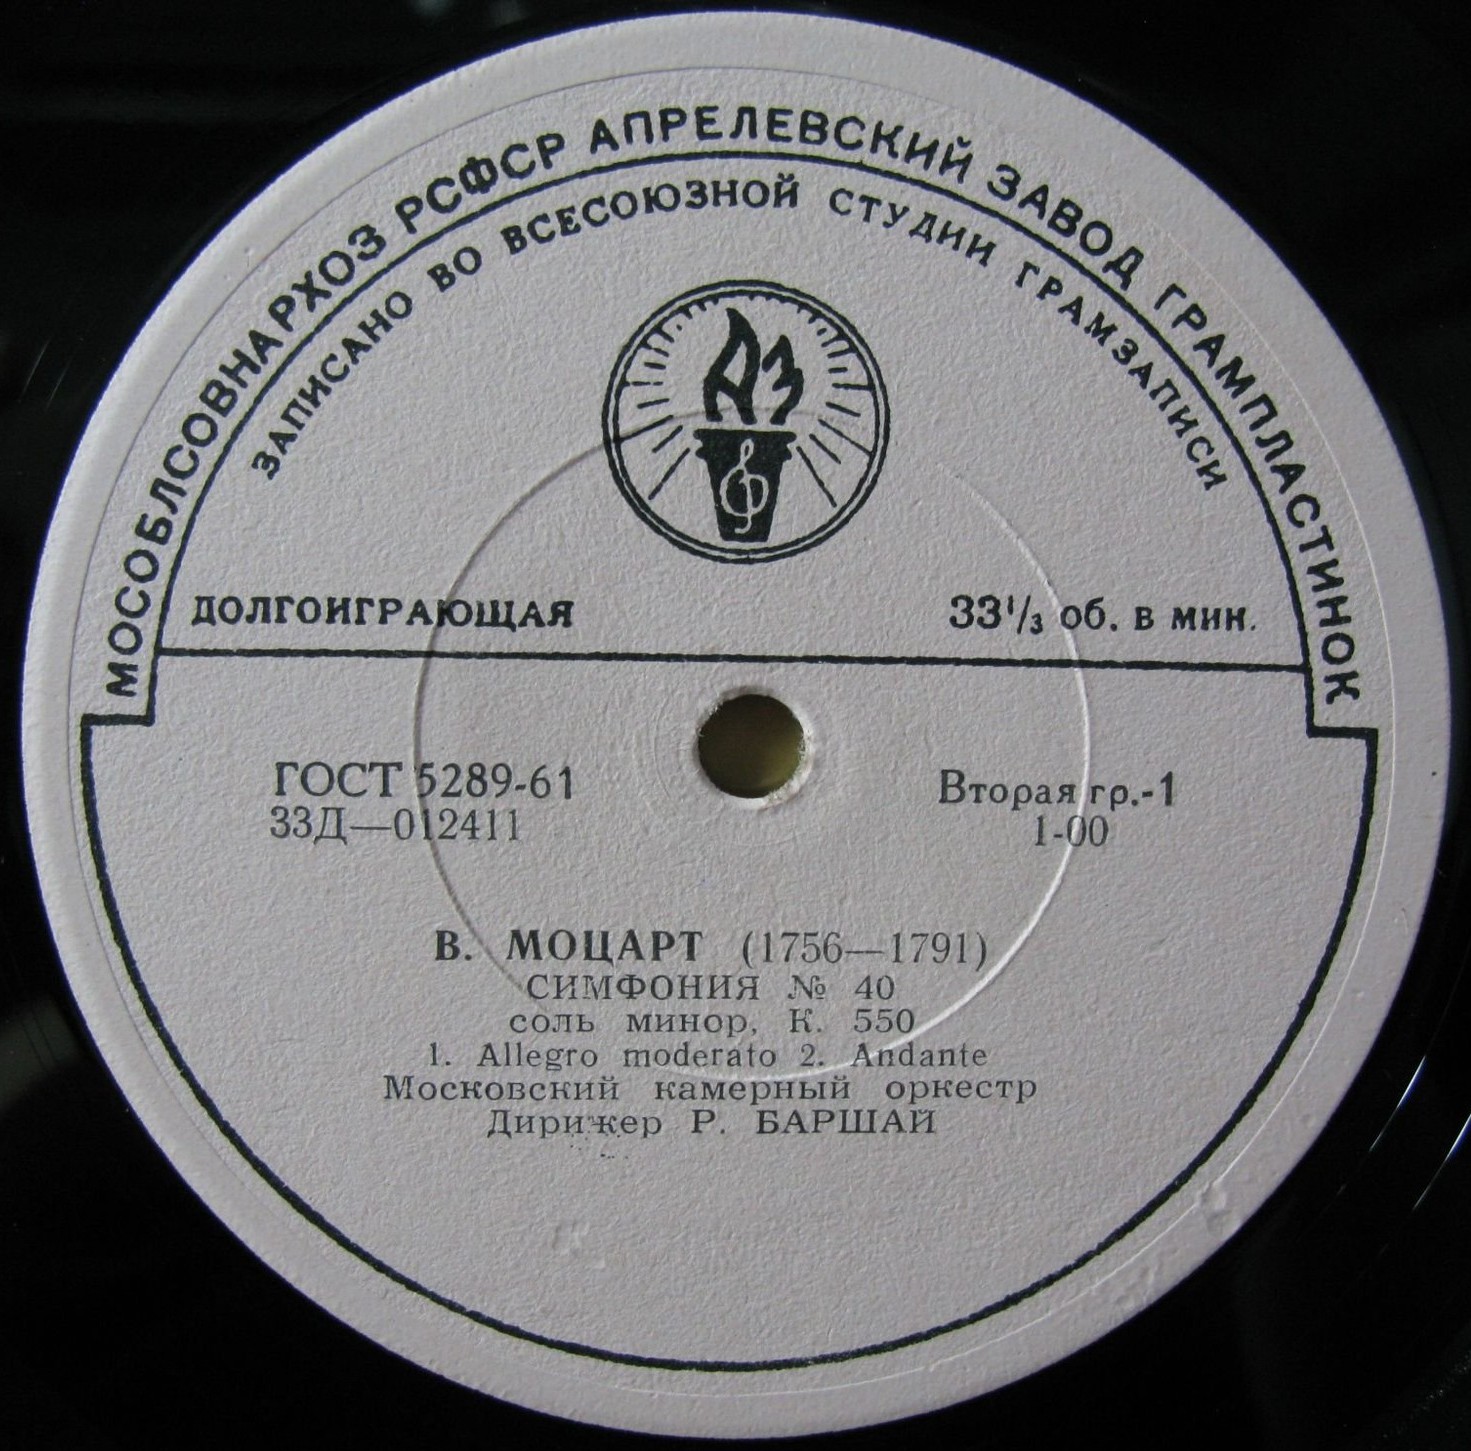 МОСОБЛСОВНАРХОЗ РСФСР АПРЕЛЕВСКИЙ ЗАВОД ГРАМПЛАСТИНОК
ЗАПИСАНО ВО ВСЕСОЮЗНОЙ СТУДИИ ГРАМЗАПИСИ
АЗ
ДОЛГОИГРАЮЩАЯ 33 1/3 об. в мин.
ГОСТ 5289-61 Вторая гр.-1
33Д—012411 1-00
В. МОЦАРТ (1756—1791)
СИМФОНИЯ № 40
соль минор, К. 550
1. Allegro moderato 2. Andante
Московский камерный оркестр
Дирижер Р. БАРШАЙ